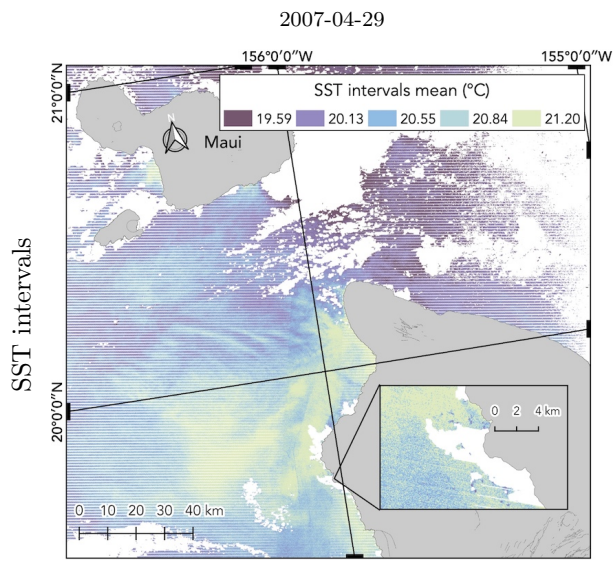 2007-04-29
156°0'0"W
155°0'0"W
21°0'0"N
SST intervals mean (°C)
19.59 20.13 20.55 20.84 21.20
N
Maui
SST intervals
20°0'0"N
0 2 4 km
0 10 20 30 40 km